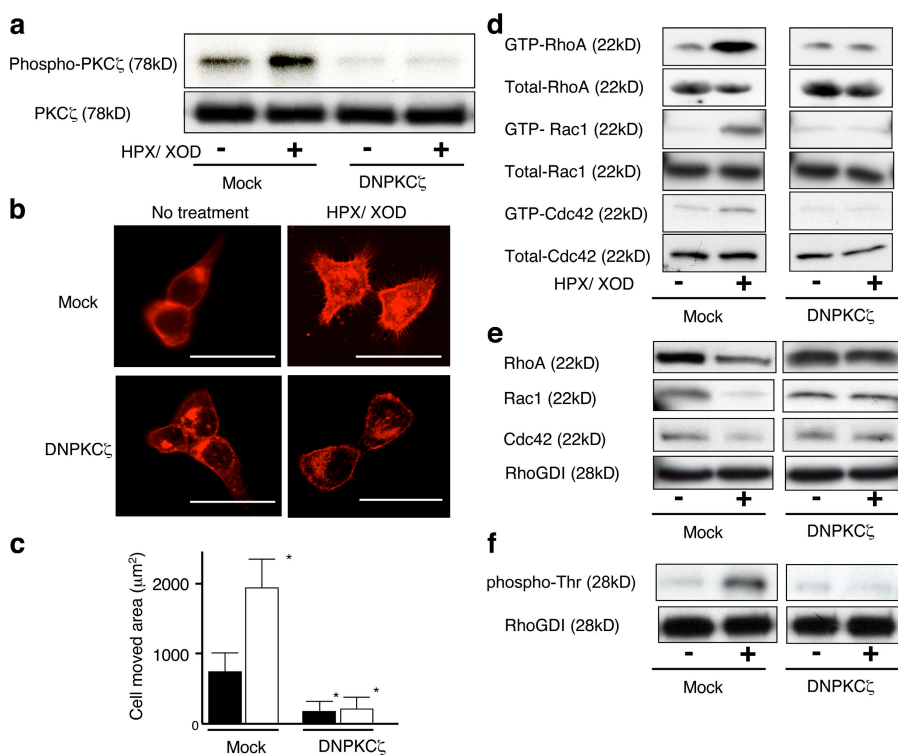 a
Phospho-PKCζ (78kD)
PKCζ (78kD)
HPX/ XOD - + - +
Mock DNPKCζ
b
No treatment HPX/ XOD
Mock
DNPKCζ
c
Cell moved area (μm²)
2000
1000
0
* * *
Mock DNPKCζ
d
GTP-RhoA (22kD)
Total-RhoA (22kD)
GTP- Rac1 (22kD)
Total-Rac1 (22kD)
GTP-Cdc42 (22kD)
Total-Cdc42 (22kD)
HPX/ XOD - + - +
Mock DNPKCζ
e
RhoA (22kD)
Rac1 (22kD)
Cdc42 (22kD)
RhoGDI (28kD)
- + - +
Mock DNPKCζ
f
phospho-Thr (28kD)
RhoGDI (28kD)
- + - +
Mock DNPKCζ